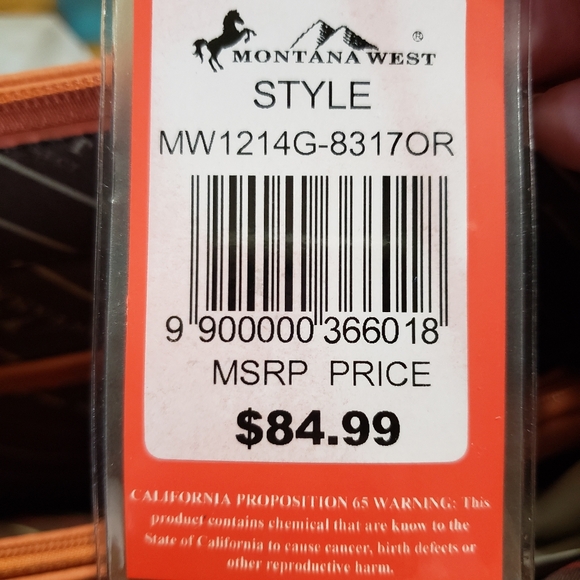 MONTANA WEST ®
STYLE
MW1214G-8317OR
9 900000 366018
MSRP PRICE
$84.99
CALIFORNIA PROPOSITION 65 WARNING: This
product contains chemical that are know to the
State of California to cause cancer, birth defects or
other reproductive harm.